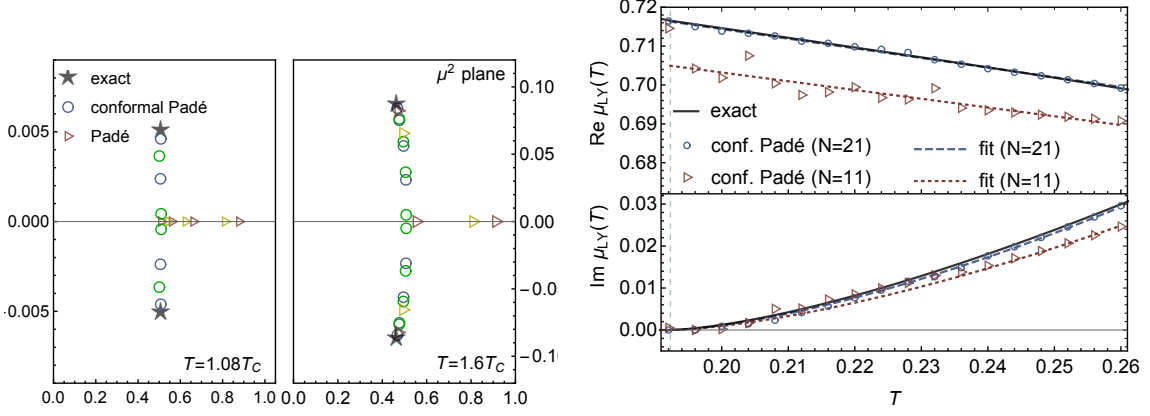 exact
conformal Padé
Padé
0.005
0.000
-0.005
T=1.08T_C
0.0 0.2 0.4 0.6 0.8 1.0
μ² plane
0.10
0.05
0.00
-0.0
-0.10
T=1.6T_C
0.0 0.2 0.4 0.6 0.8 1.0
0.72
0.71
0.70
0.69
0.68
Re μ_LY(T)
exact
conf. Padé (N=21)
fit (N=21)
conf. Padé (N=11)
fit (N=11)
0.03
0.02
0.01
0.00
Im μ_LY(T)
0.20 0.21 0.22 0.23 0.24 0.25 0.26
T